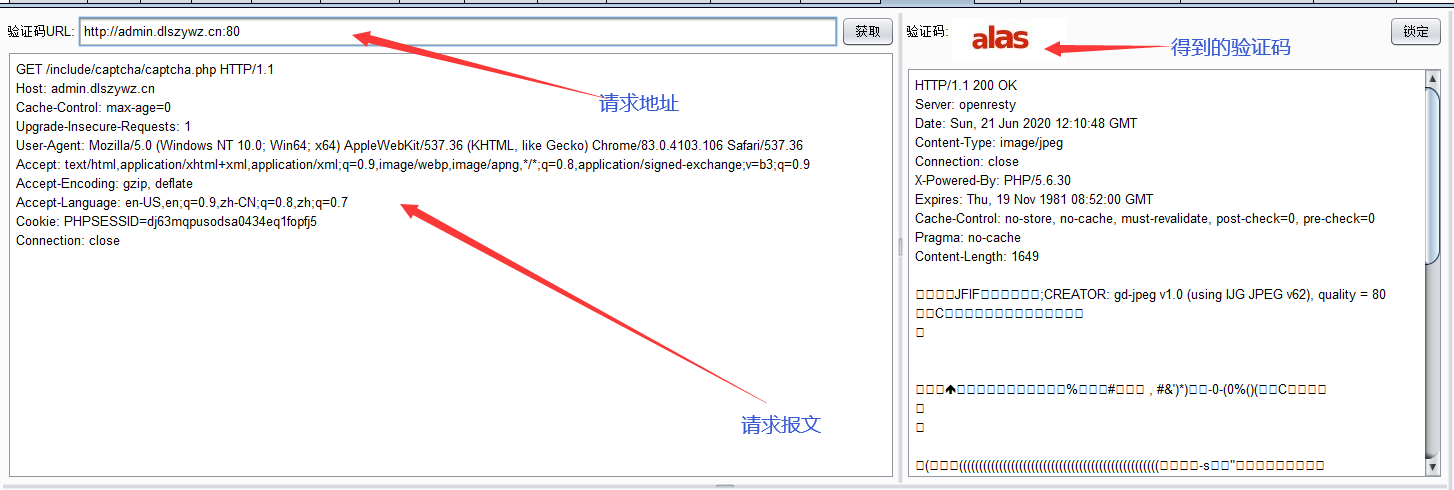 验证码URL: http://admin.dlszywz.cn:80 获取
请求地址
GET /include/captcha/captcha.php HTTP/1.1
Host: admin.dlszywz.cn
Cache-Control: max-age=0
Upgrade-Insecure-Requests: 1
User-Agent: Mozilla/5.0 (Windows NT 10.0; Win64; x64) AppleWebKit/537.36 (KHTML, like Gecko) Chrome/83.0.4103.106 Safari/537.36
Accept: text/html,application/xhtml+xml,application/xml;q=0.9,image/webp,image/apng,*/*;q=0.8,application/signed-exchange;v=b3;q=0.9
Accept-Encoding: gzip, deflate
Accept-Language: en-US,en;q=0.9,zh-CN;q=0.8,zh;q=0.7
Cookie: PHPSESSID=dj63mqpusodsa0434eq1fopfj5
Connection: close
请求报文
验证码: alas 得到的验证码 锁定
HTTP/1.1 200 OK
Server: openresty
Date: Sun, 21 Jun 2020 12:10:48 GMT
Content-Type: image/jpeg
Connection: close
X-Powered-By: PHP/5.6.30
Expires: Thu, 19 Nov 1981 08:52:00 GMT
Cache-Control: no-store, no-cache, must-revalidate, post-check=0, pre-check=0
Pragma: no-cache
Content-Length: 1649
JFIF ;CREATOR: gd-jpeg v1.0 (using IJG JPEG v62), quality = 80
C
% # , #&')*) -0-(0%()( C